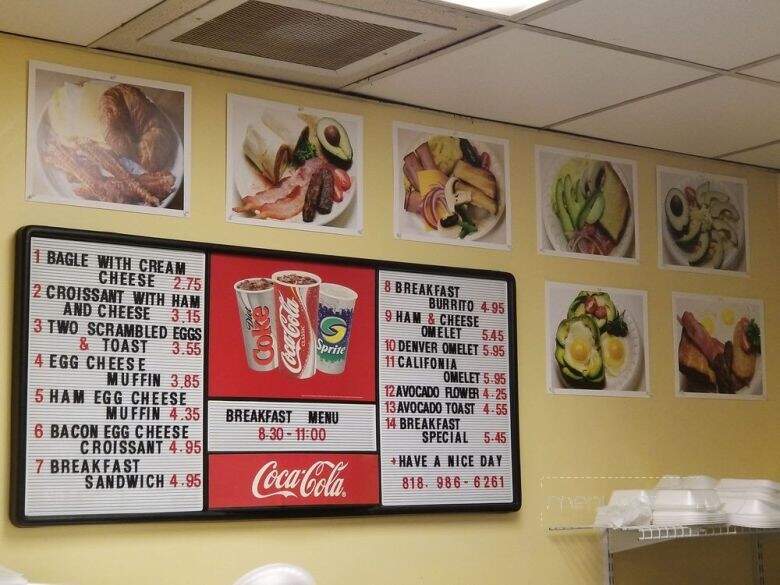 1 BAGLE WITH CREAM
CHEESE 2.75
2 CROISSANT WITH HAM
AND CHEESE 3.15
3 TWO SCRAMBLED EGGS
& TOAST 3.55
4 EGG CHEESE
MUFFIN 3.85
5 HAM EGG CHEESE
MUFFIN 4.35
6 BACON EGG CHEESE
CROISSANT 4.95
7 BREAKFAST
SANDWICH 4.95
Diet Coke
Coca-Cola
CLASSIC
Sprite
BREAKFAST MENU
8:30-11:00
Coca-Cola
8 BREAKFAST
BURRITO 4.95
9 HAM & CHEESE
OMELET 5.45
10 DENVER OMELET 5.95
11 CALIFONIA
OMELET 5.95
12 AVOCADO FLOWER 4.25
13 AVOCADO TOAST 4.55
14 BREAKFAST
SPECIAL 5.45
+HAVE A NICE DAY
818.986-6261